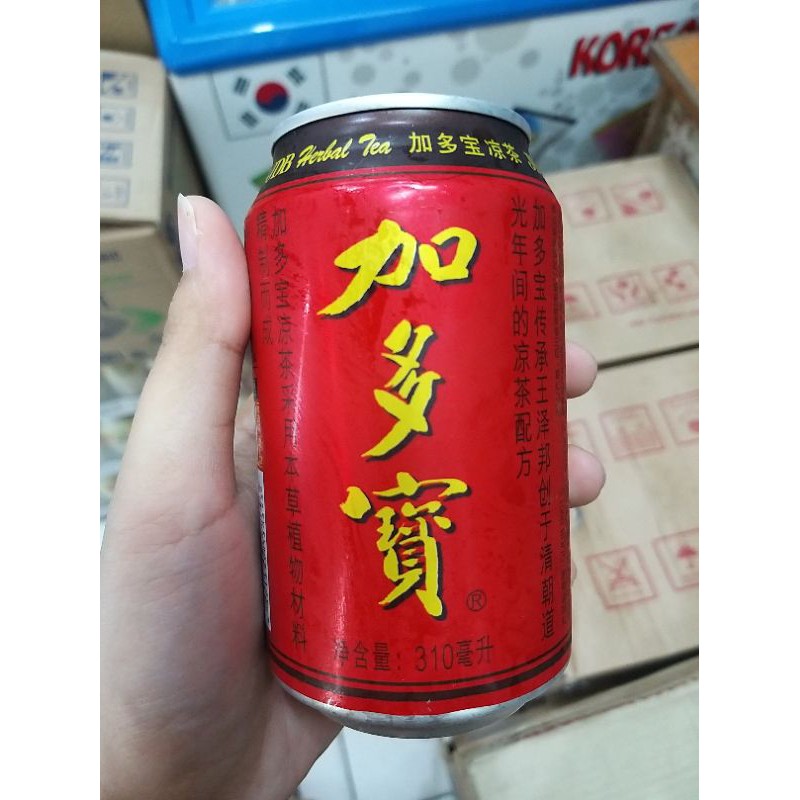 JDB Herbal Tea 加多宝凉茶
加多寶
®
加多宝传承王泽邦创于清朝道
光年间的凉茶配方
加多宝凉茶采用本草植物材料
净含量：310毫升